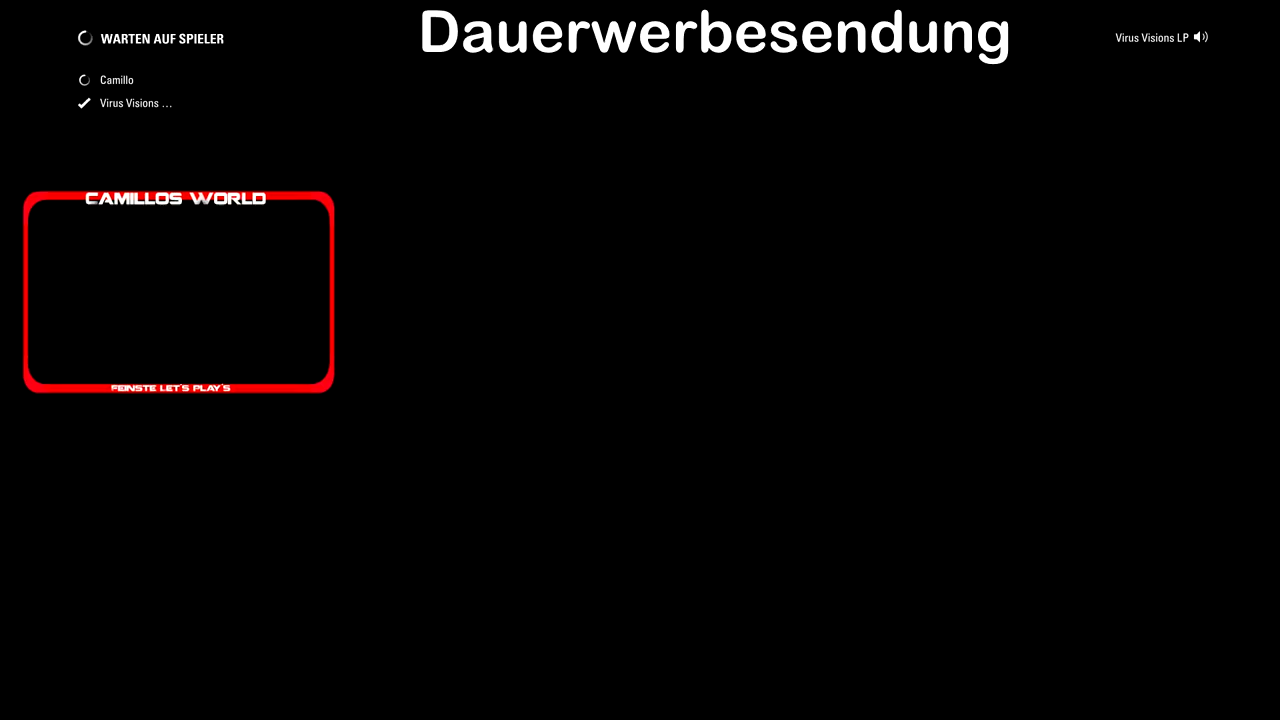 Dauerwerbesendung
WARTEN AUF SPIELER
Virus Visions LP
Camillo
Virus Visions ...
CAMILLOS WORLD
FEINSTE LET'S PLAY'S